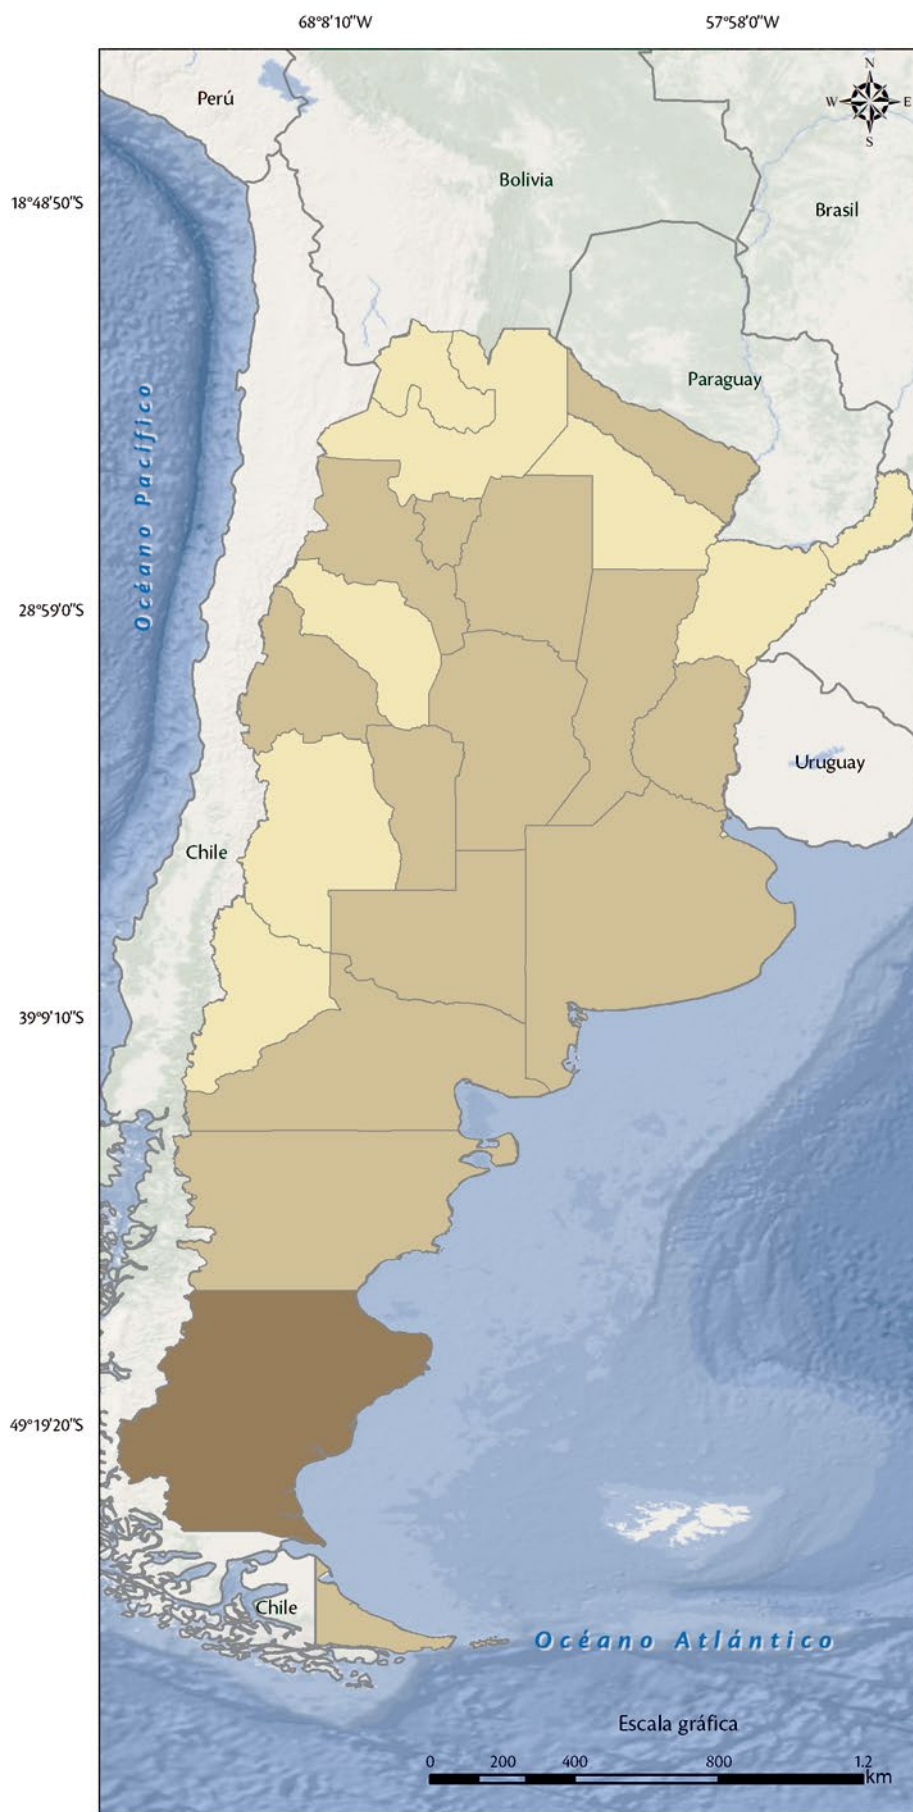 68°8'10"W
57°58'0"W
N
W
E
S
Perú
Bolivia
Brasil
18°48'50"S
Paraguay
Océano Pacífico
28°59'0"S
Uruguay
Chile
39°9'10"S
49°19'20"S
Chile
Océano Atlántico
Escala gráfica
0 200 400 800 1.2
km